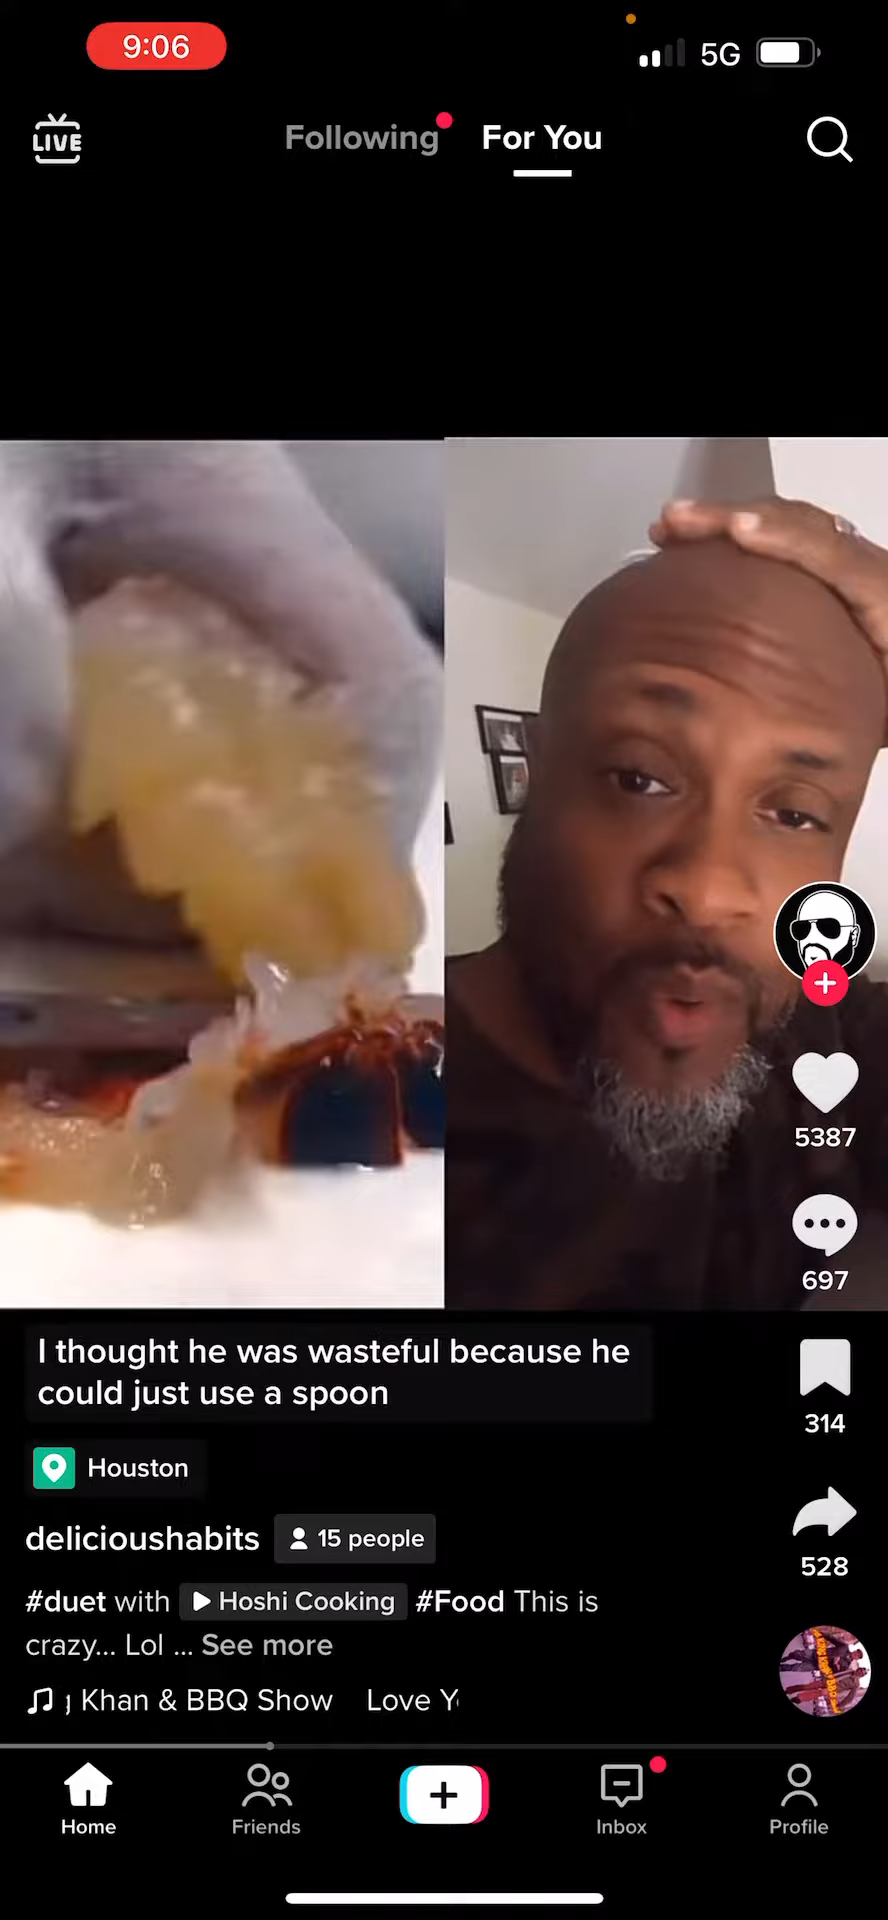 9:06
5G
LIVE
Following
For You
5387
697
I thought he was wasteful because he
could just use a spoon
314
Houston
delicioushabits
15 people
528
#duet with Hoshi Cooking #Food This is
crazy... Lol ... See more
Khan & BBQ Show Love Y
Home
Friends
Inbox
Profile